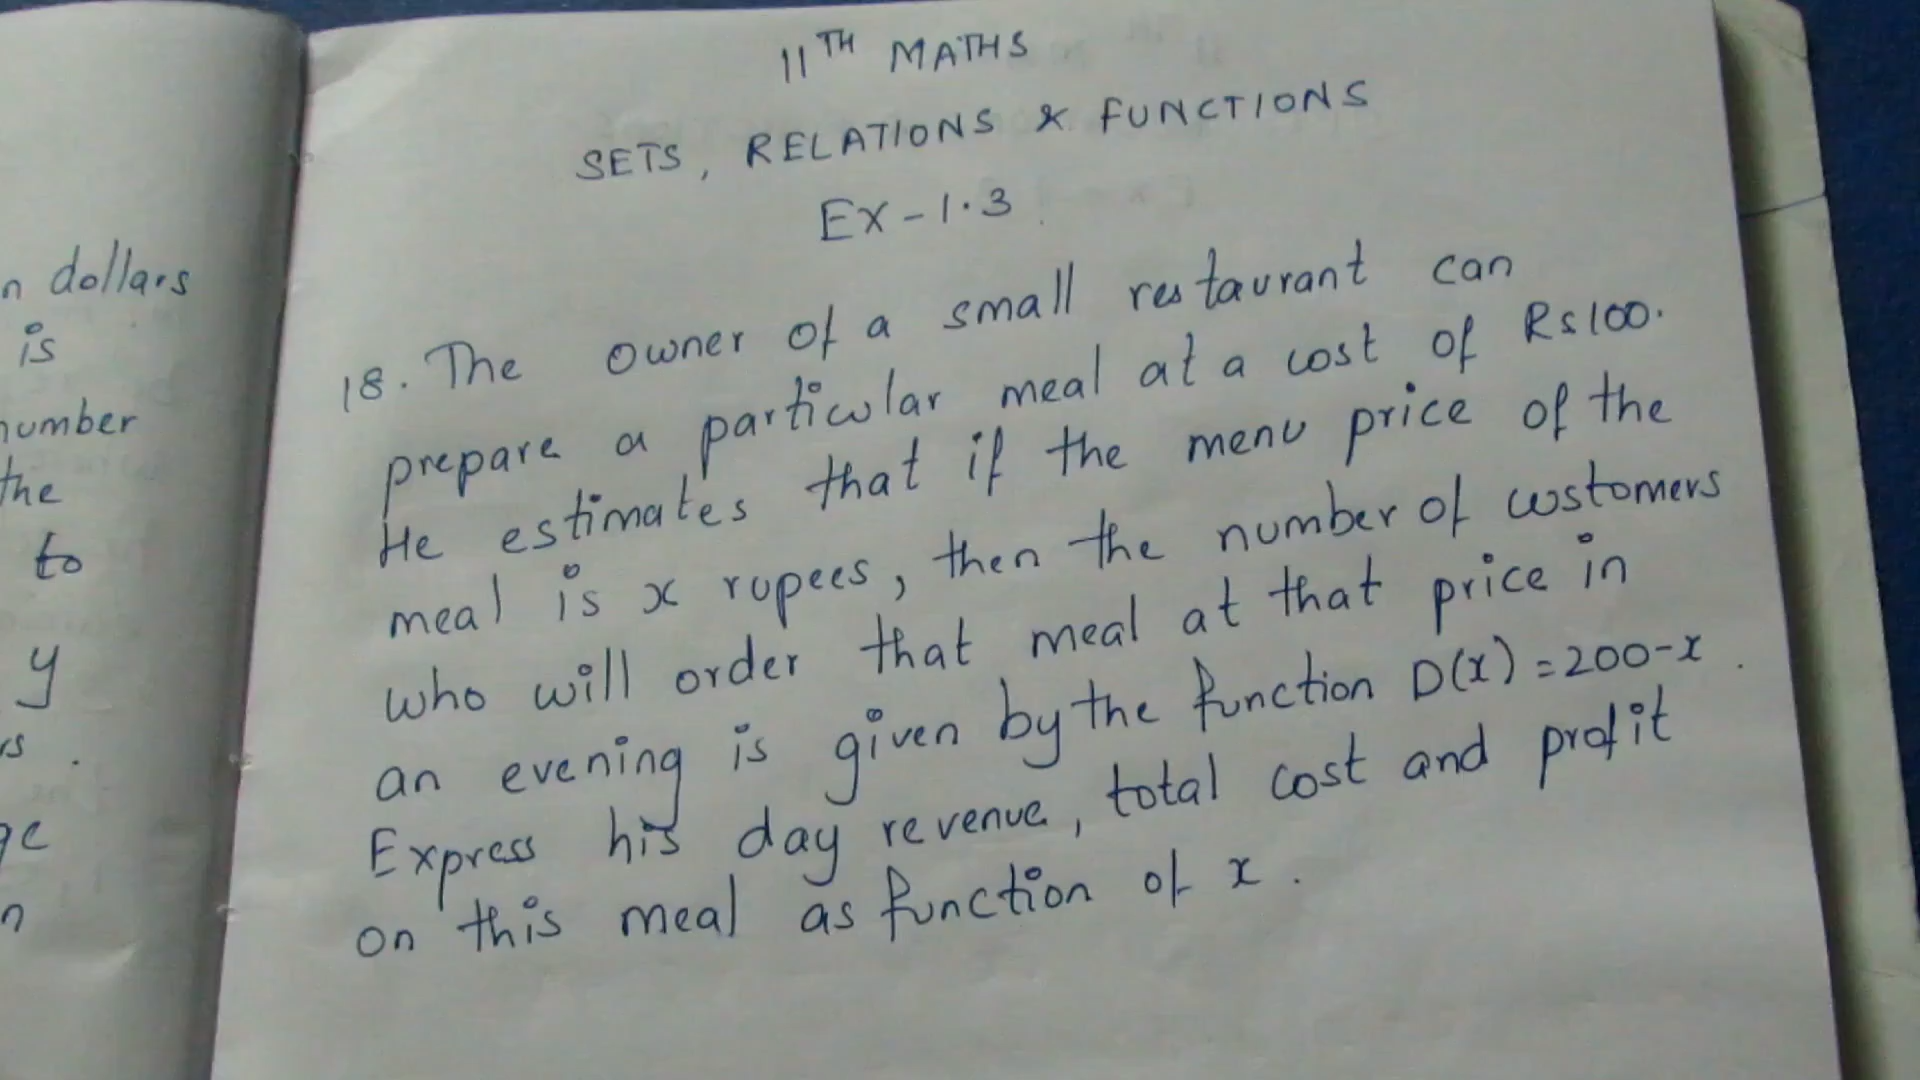 n dollars
is
number
the
to
y
rs.
ge
n
11TH MATHS
SETS, RELATIONS & FUNCTIONS
Ex-1.3
18. The owner of a small restaurant can
prepare a particular meal at a cost of Rs100.
He estimates that if the menu price of the
meal is x rupees, then the number of customers
who will order that meal at that price in
an evening is given by the function D(x)=200-x.
Express his day revenue, total cost and profit
on this meal as function of x.